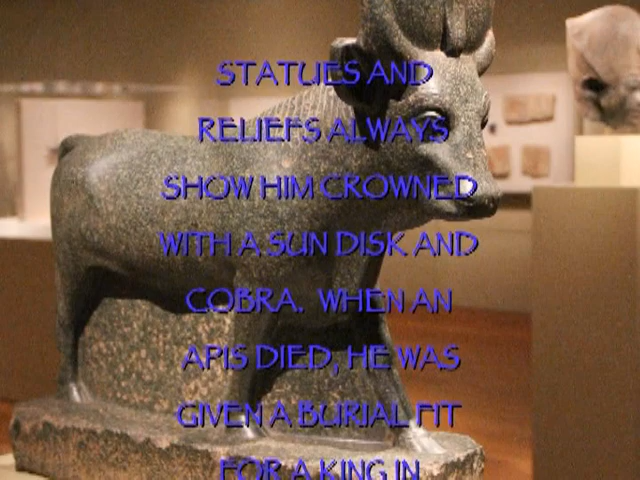 STATUES AND
RELIEFS ALWAYS
SHOW HIM CROWNED
WITH A SUN DISK AND
COBRA.  WHEN AN
APIS DIED, HE WAS
GIVEN A BURIAL FIT
FOR A KING IN